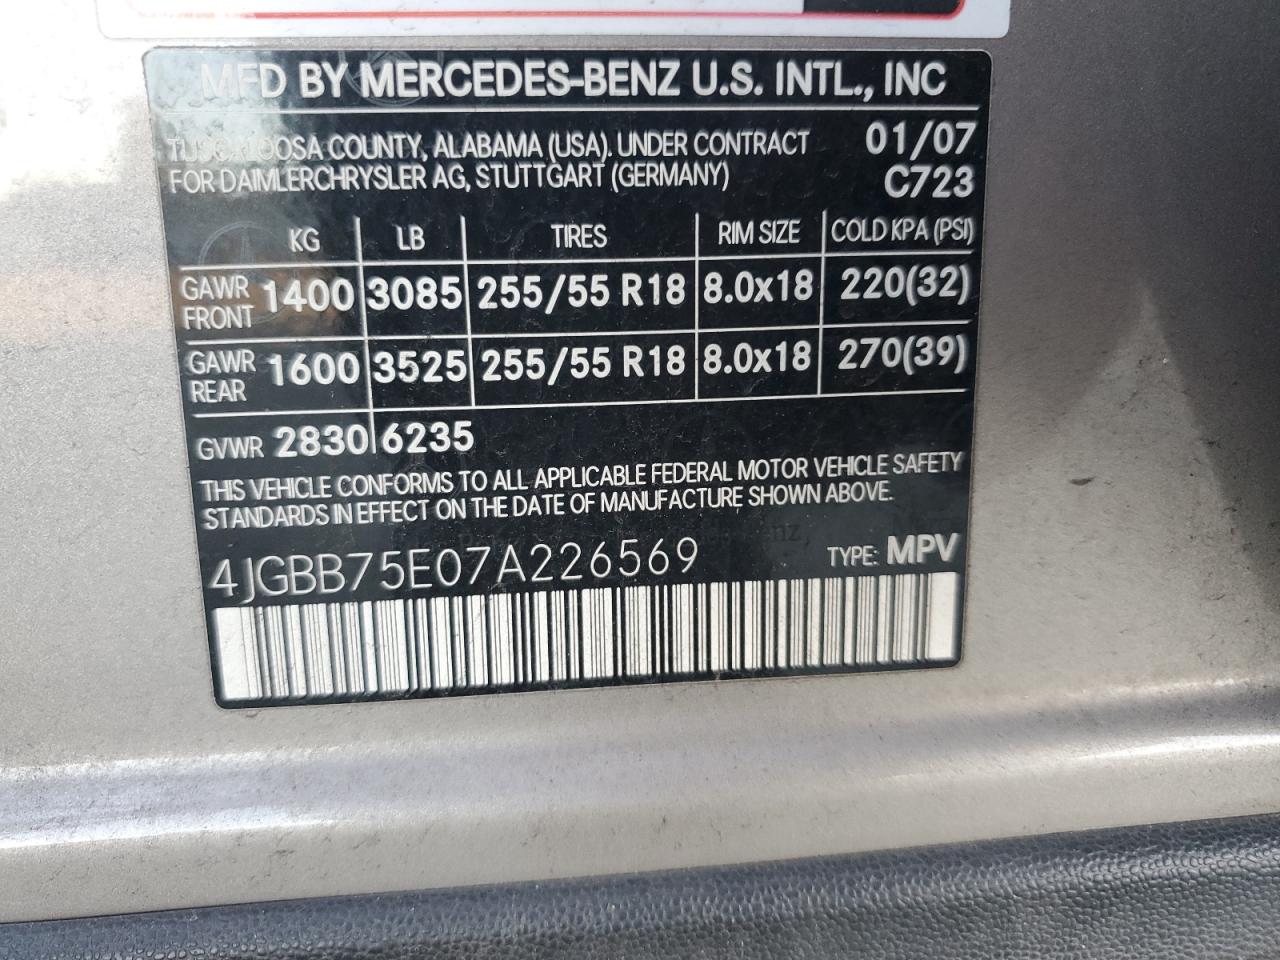 MFD BY MERCEDES-BENZ U.S. INTL., INC
TUSCALOOSA COUNTY, ALABAMA (USA). UNDER CONTRACT 01/07
FOR DAIMLERCHRYSLER AG, STUTTGART (GERMANY) C723
KG LB TIRES RIM SIZE COLD KPA (PSI)
GAWR FRONT 1400 3085 255/55 R18 8.0x18 220(32)
GAWR REAR 1600 3525 255/55 R18 8.0x18 270(39)
GVWR 2830 6235
THIS VEHICLE CONFORMS TO ALL APPLICABLE FEDERAL MOTOR VEHICLE SAFETY
STANDARDS IN EFFECT ON THE DATE OF MANUFACTURE SHOWN ABOVE.
4JGBB75E07A226569 TYPE: MPV